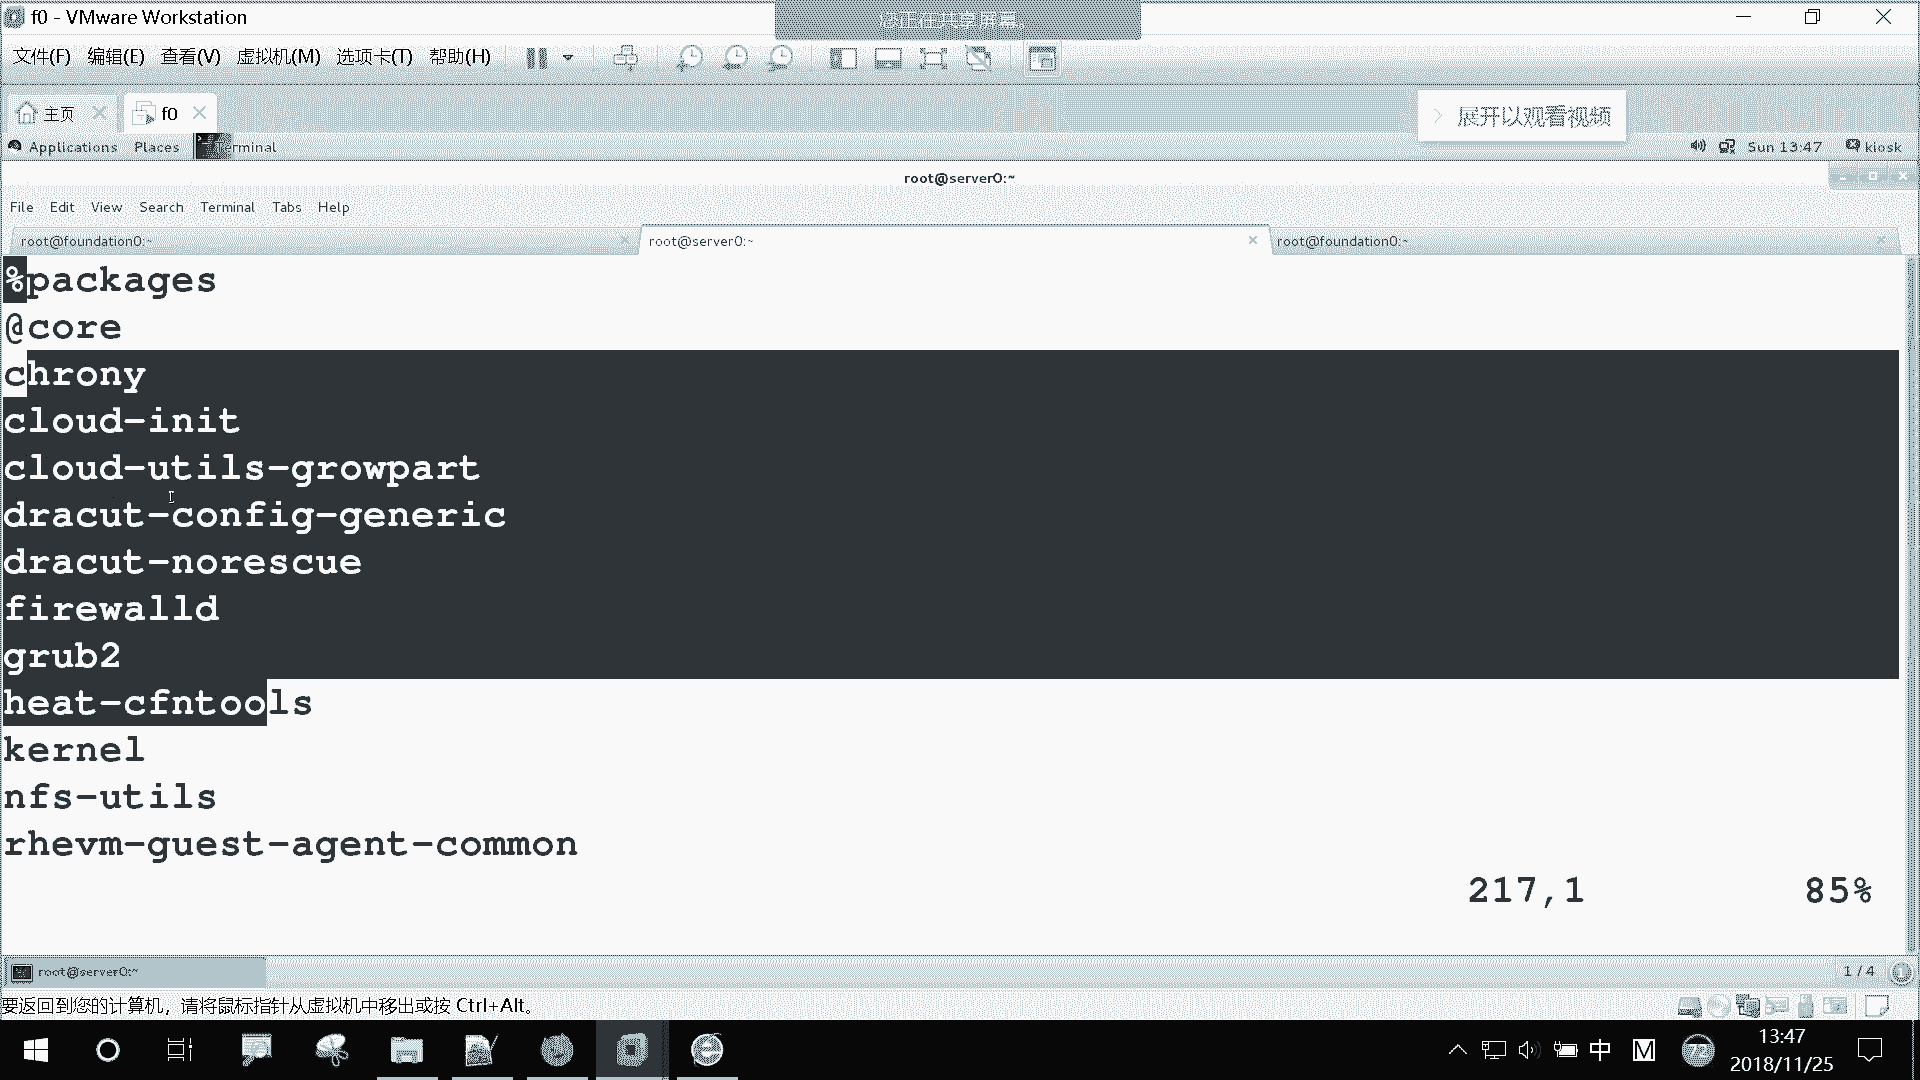 f0 - VMware Workstation
您正在共享屏幕。
文件(F) 编辑(E) 查看(V) 虚拟机(M) 选项卡(T) 帮助(H)
主页
f0
展开以观看视频
Applications Places Terminal
Sun 13:47 kiosk
root@server0:~
File Edit View Search Terminal Tabs Help
root@foundation0:~
root@server0:~
root@foundation0:~
%packages
@core
chrony
cloud-init
cloud-utils-growpart
dracut-config-generic
dracut-norescue
firewalld
grub2
heat-cfntools
kernel
nfs-utils
rhevm-guest-agent-common
217,1 85%
root@server0:~
1 / 4
要返回到您的计算机，请将鼠标指针从虚拟机中移出或按 Ctrl+Alt。
中 M 72
13:47
2018/11/25